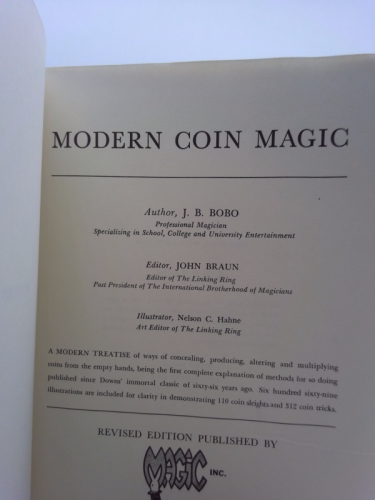 MODERN COIN MAGIC
Author, J. B. BOBO
Professional Magician
Specializing in School, College and University Entertainment
Editor, JOHN BRAUN
Editor of The Linking Ring
Past President of The International Brotherhood of Magicians
Illustrator, Nelson C. Hahne
Art Editor of The Linking Ring
A MODERN TREATISE of ways of concealing, producing, altering and multiplying
coins from the empty hands, being the first complete explanation of methods for so doing
published since Downs' immortal classic of sixty-six years ago. Six hundred sixty-nine
illustrations are included for clarity in demonstrating 110 coin sleights and 312 coin tricks.
REVISED EDITION PUBLISHED BY
MAGIC INC.